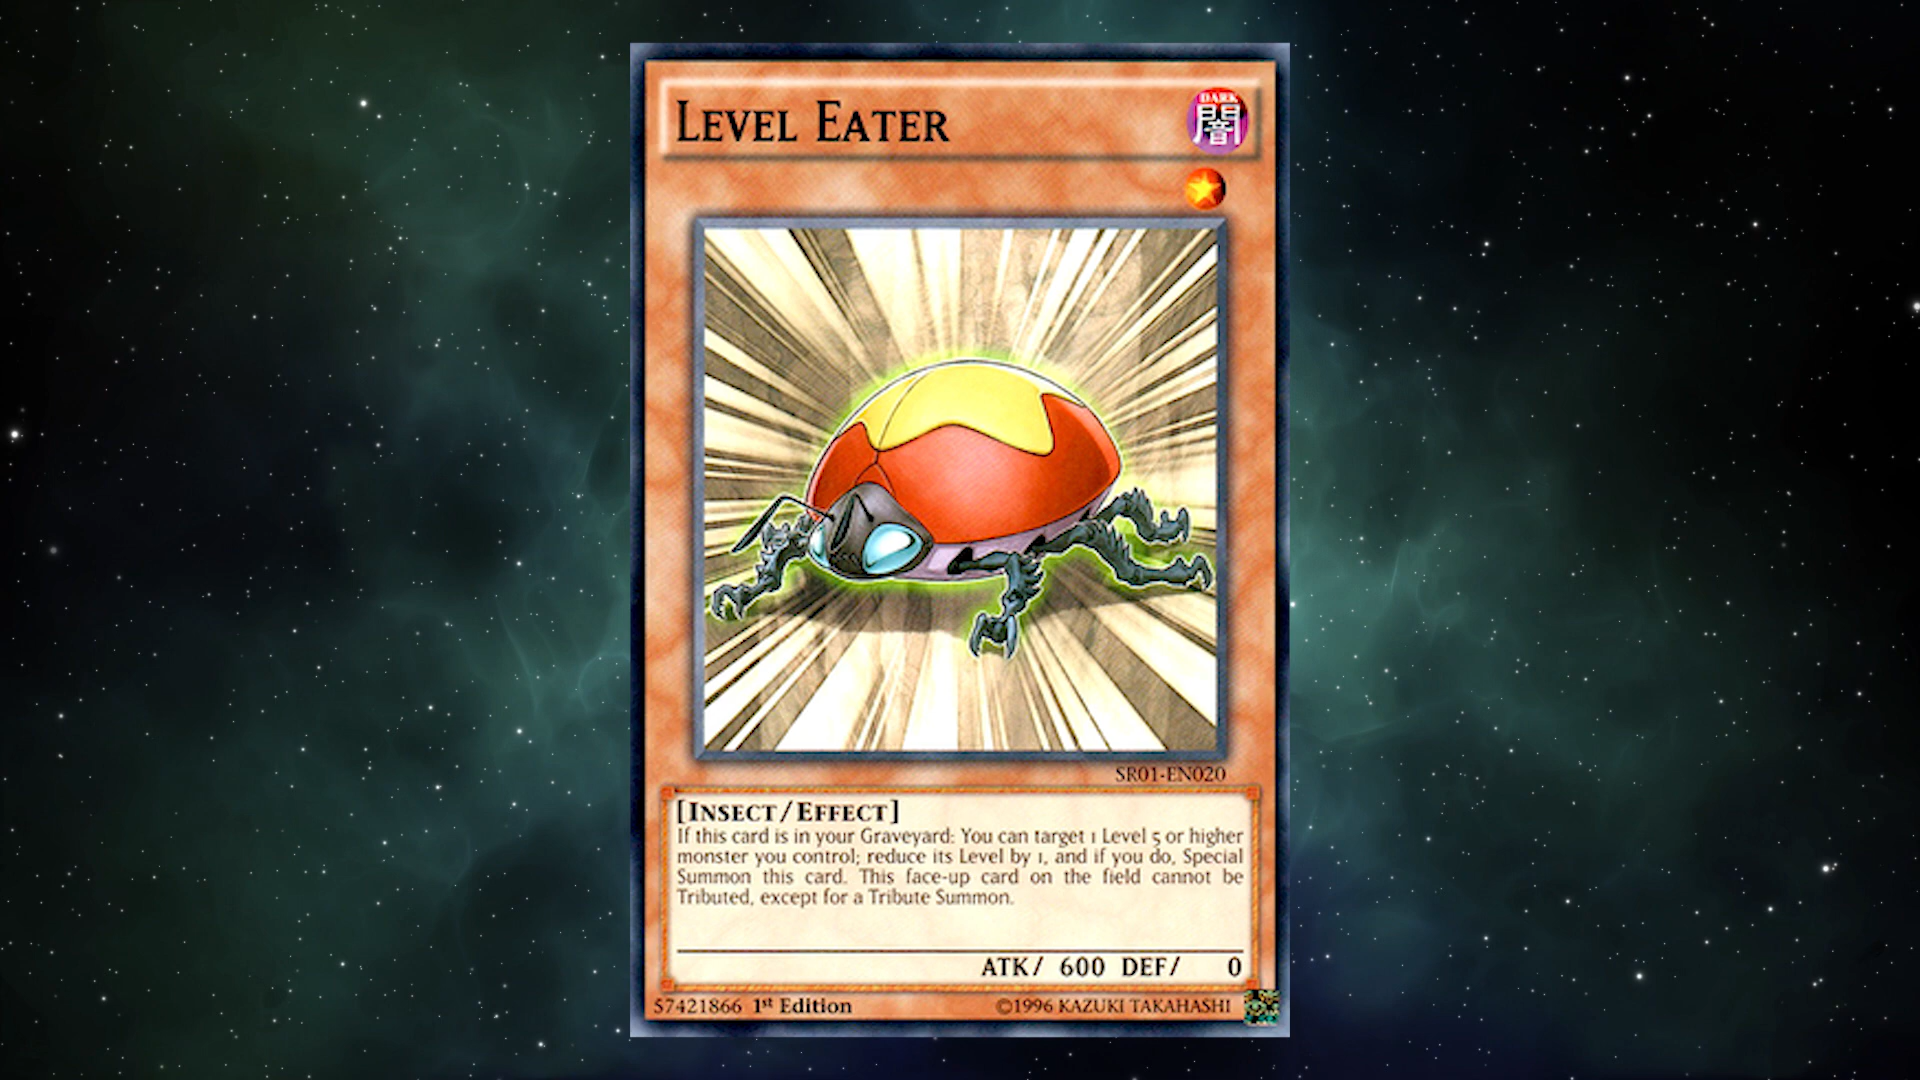 LEVEL EATER
DARK
闇
SR01-EN020
[INSECT/EFFECT]
If this card is in your Graveyard: You can target 1 Level 5 or higher
monster you control; reduce its Level by 1, and if you do, Special
Summon this card. This face-up card on the field cannot be
Tributed, except for a Tribute Summon.
ATK/ 600 DEF/ 0
57421866 1st Edition ©1996 KAZUKI TAKAHASHI